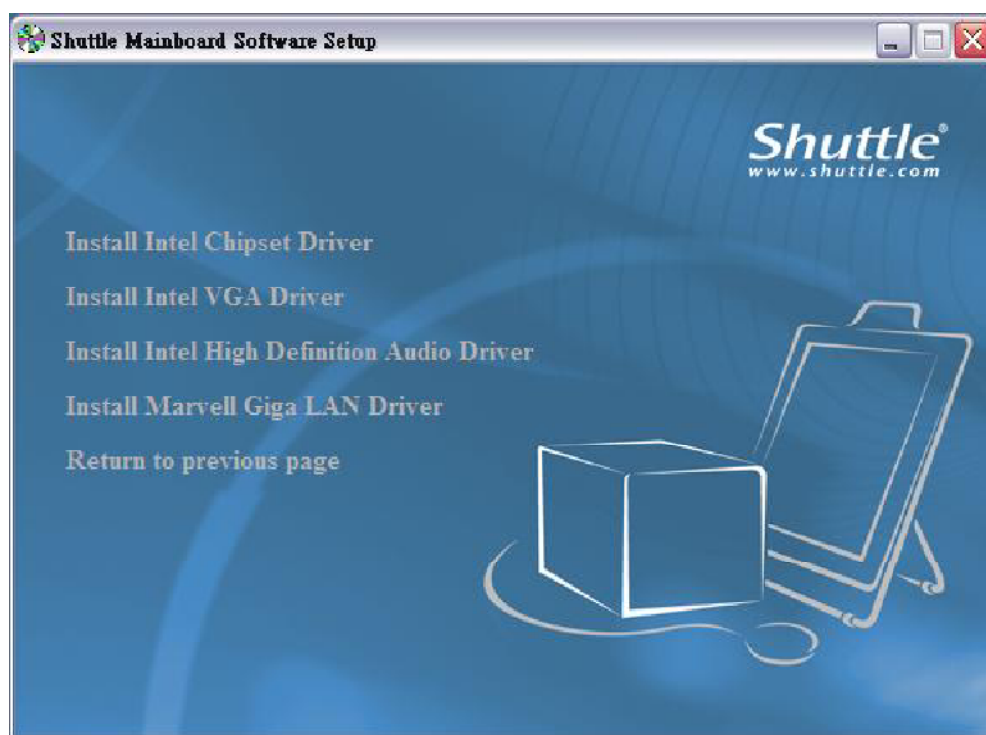 Shuttle Mainboard Software Setup
Shuttle®
www.shuttle.com
Install Intel Chipset Driver
Install Intel VGA Driver
Install Intel High Definition Audio Driver
Install Marvell Giga LAN Driver
Return to previous page